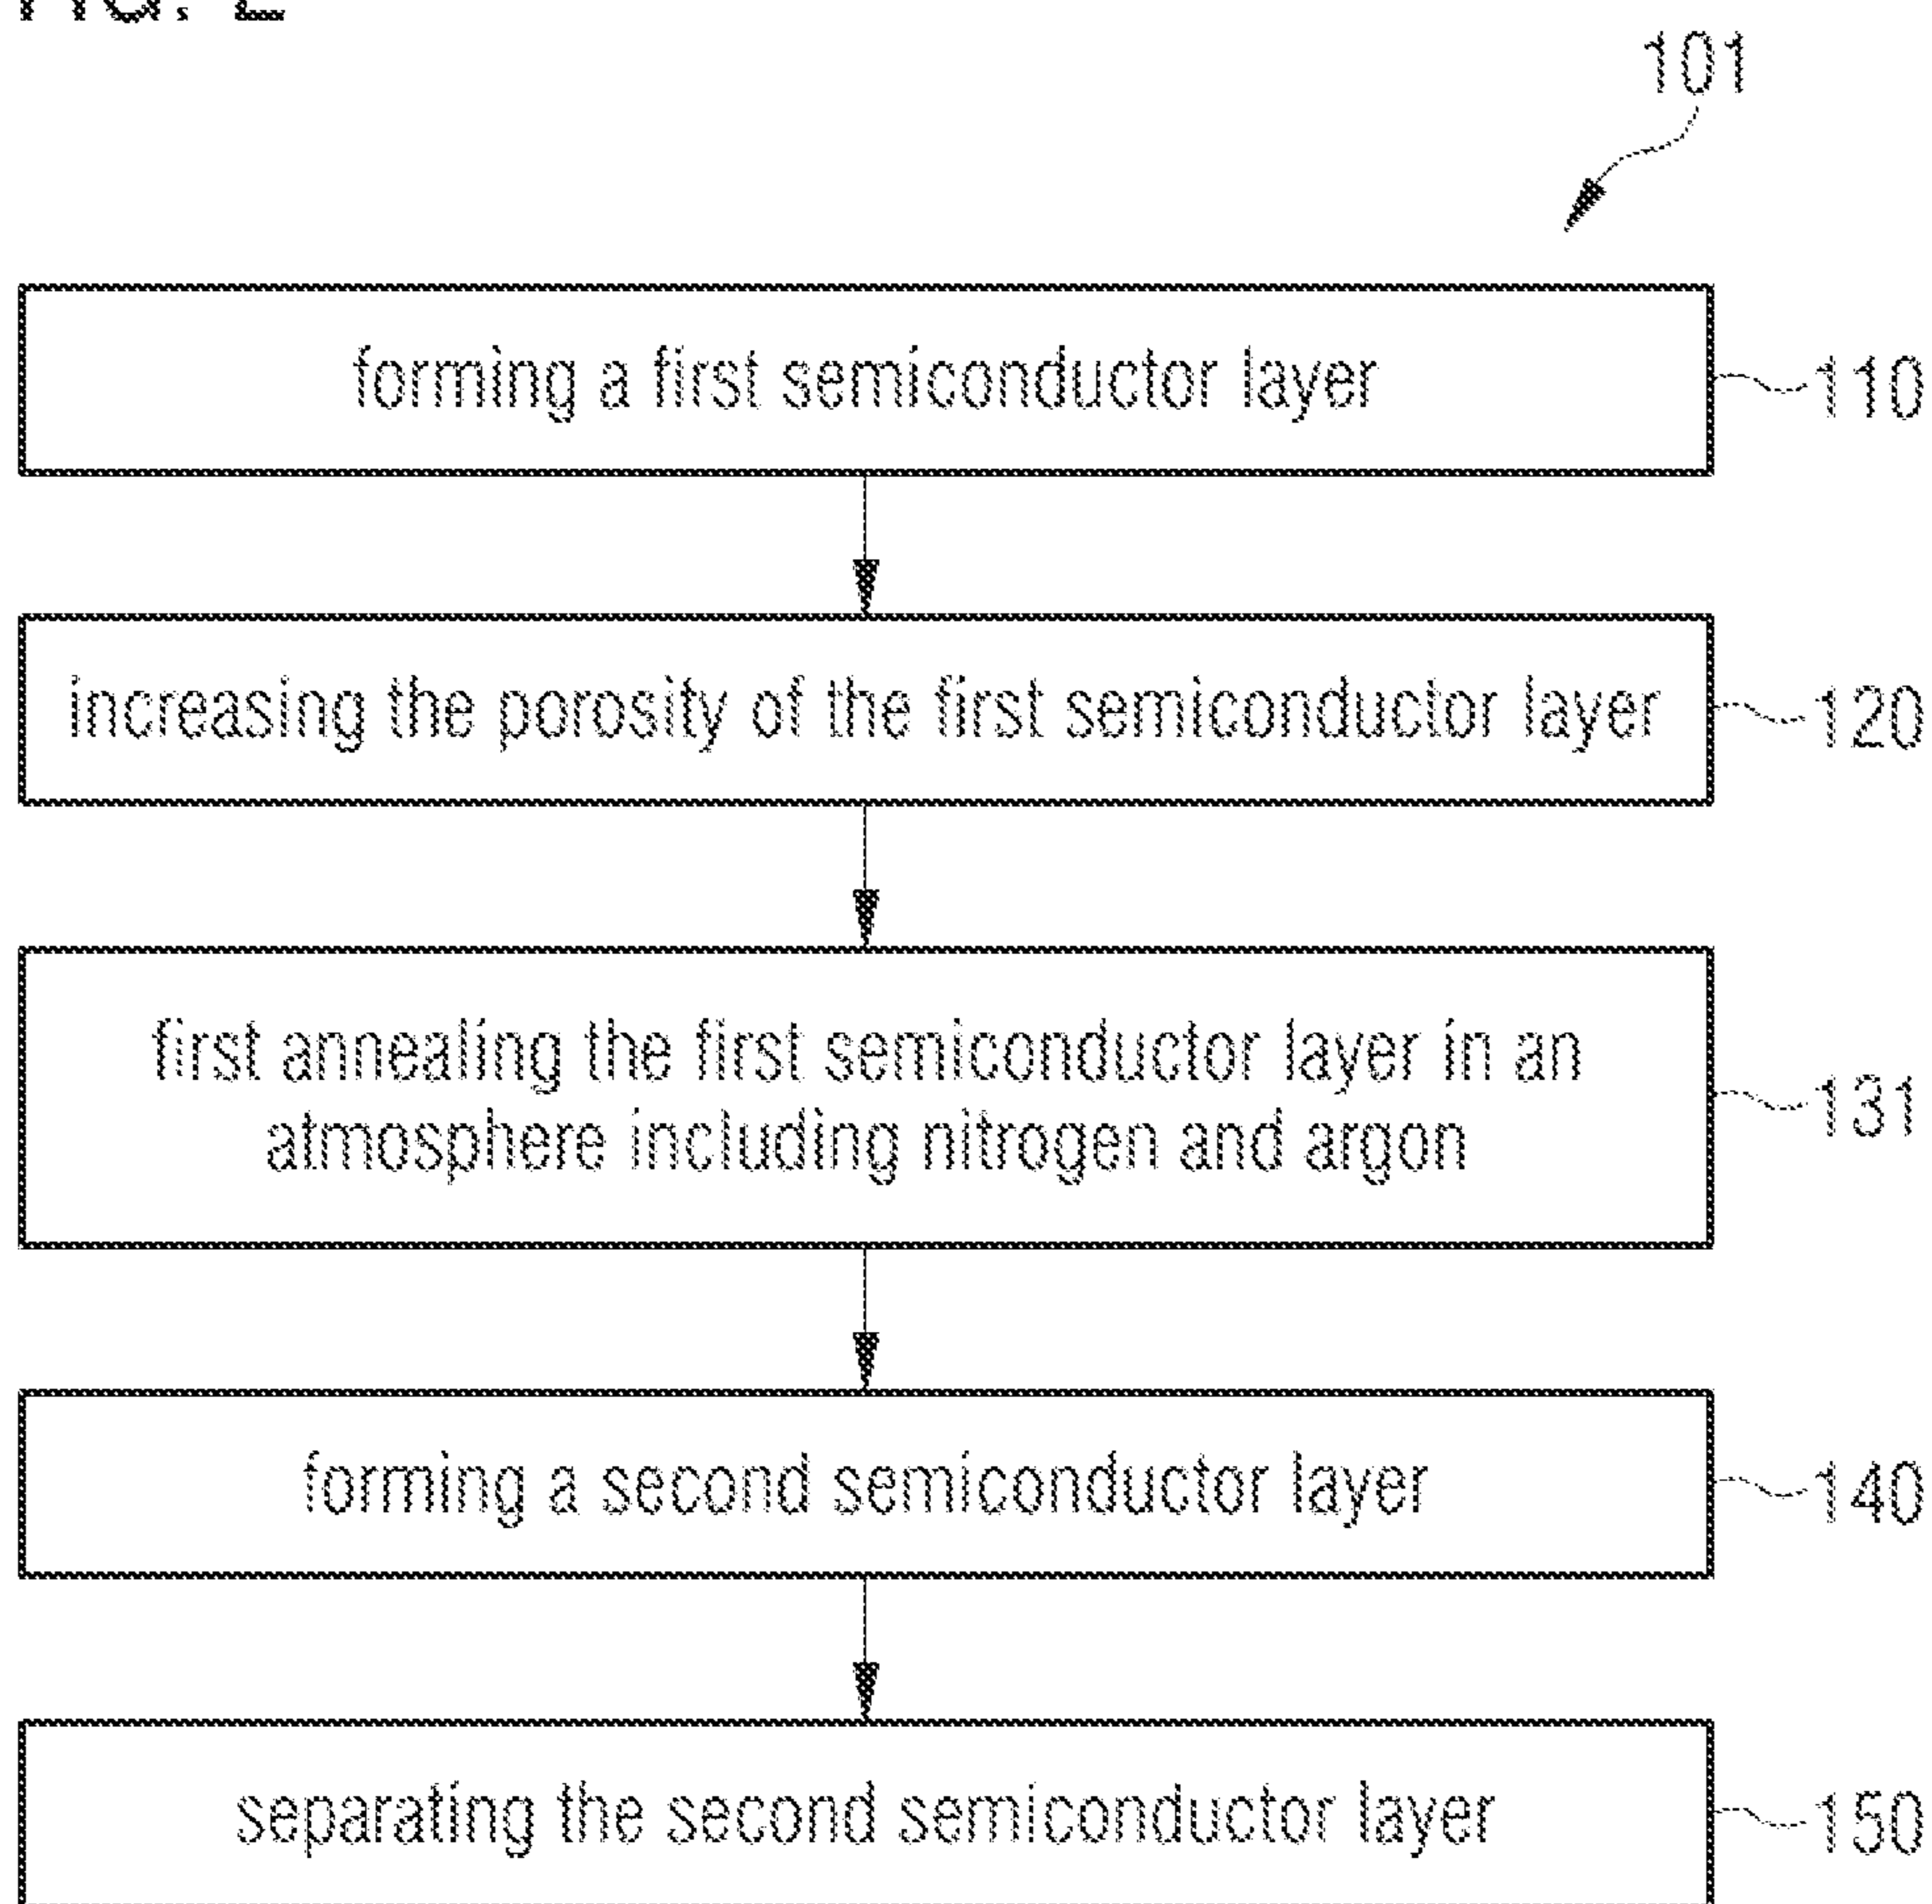 FIG. 2
101
forming a first semiconductor layer
110
increasing the porosity of the first semiconductor layer
120
first annealing the first semiconductor layer in an
atmosphere including nitrogen and argon
131
forming a second semiconductor layer
140
separating the second semiconductor layer
150